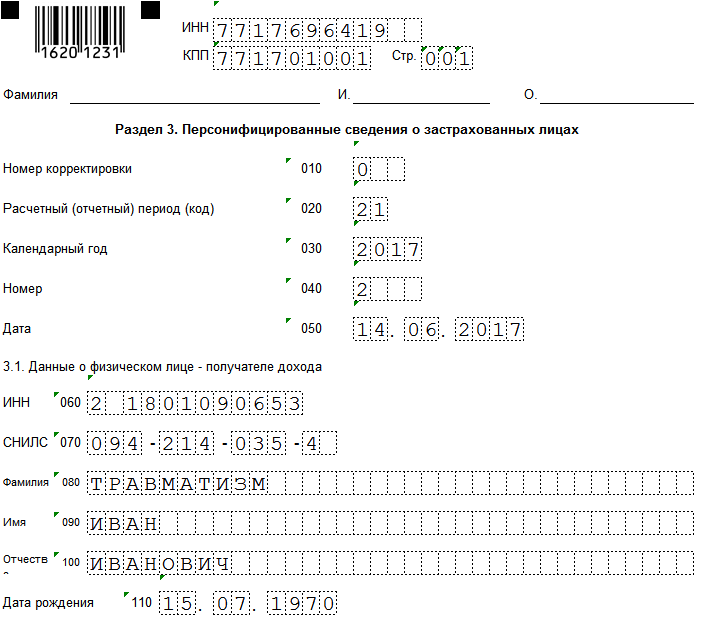 ИНН 7717696419
1620 1231
КПП 771701001 Стр. 001
Фамилия И. О.
Раздел 3. Персонифицированные сведения о застрахованных лицах
Номер корректировки 010 0
Расчетный (отчетный) период (код) 020 21
Календарный год 030 2017
Номер 040 2
Дата 050 14.06.2017
3.1. Данные о физическом лице - получателе дохода
ИНН 060 2 1801090653
СНИЛС 070 094-214-035-4
Фамилия 080 ТРАВМАТИЗМ
Имя 090 ИВАН
Отчество 100 ИВАНОВИЧ
Дата рождения 110 15.07.1970